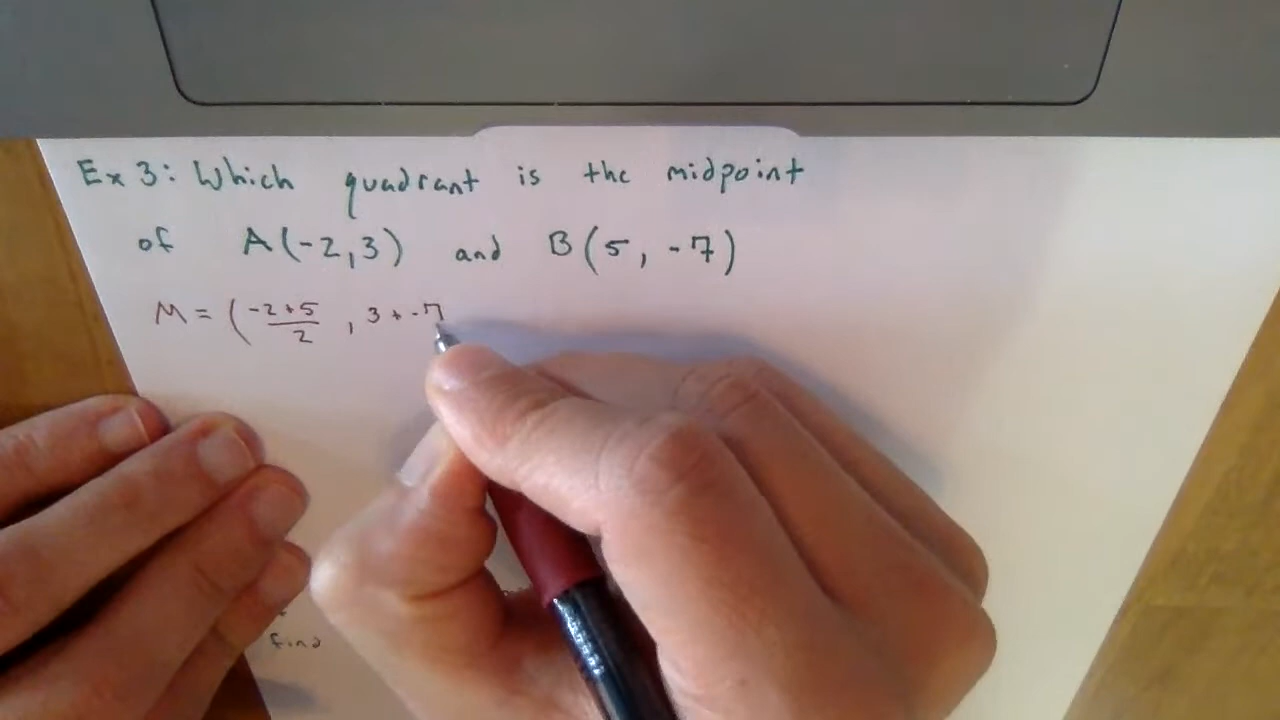 Ex 3: Which quadrant is the midpoint
of A(-2,3) and B(5, -7)
M = (-2+5/2 , 3 + -7
find